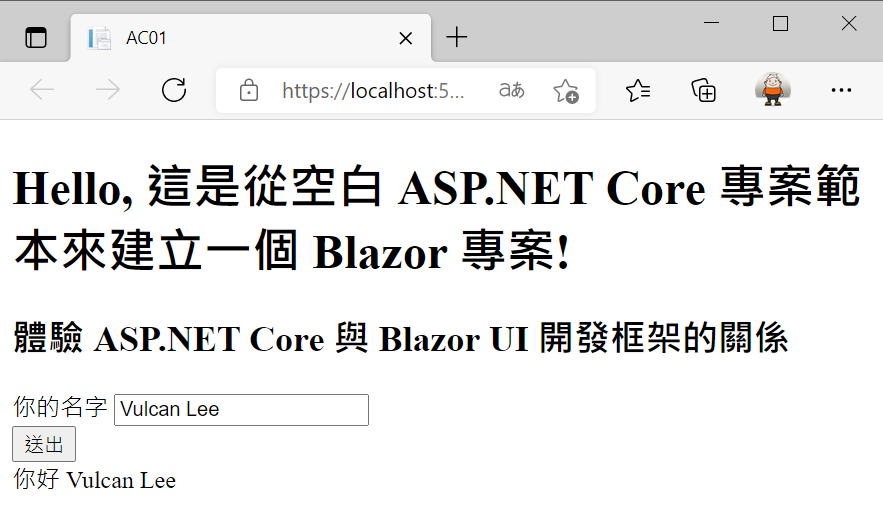 AC01
https://localhost:5...
aあ
Hello, 這是從空白 ASP.NET Core 專案範
本來建立一個 Blazor 專案!
體驗 ASP.NET Core 與 Blazor UI 開發框架的關係
你的名字 Vulcan Lee
送出
你好 Vulcan Lee